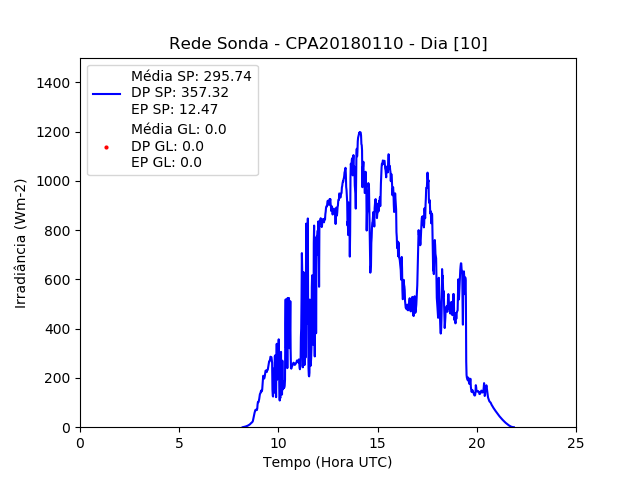 Rede Sonda - CPA20180110 - Dia [10]
Média SP: 295.74
DP SP: 357.32
EP SP: 12.47
Média GL: 0.0
DP GL: 0.0
EP GL: 0.0
Irradiância (Wm-2)
1400
1200
1000
800
600
400
200
0
0 5 10 15 20 25
Tempo (Hora UTC)